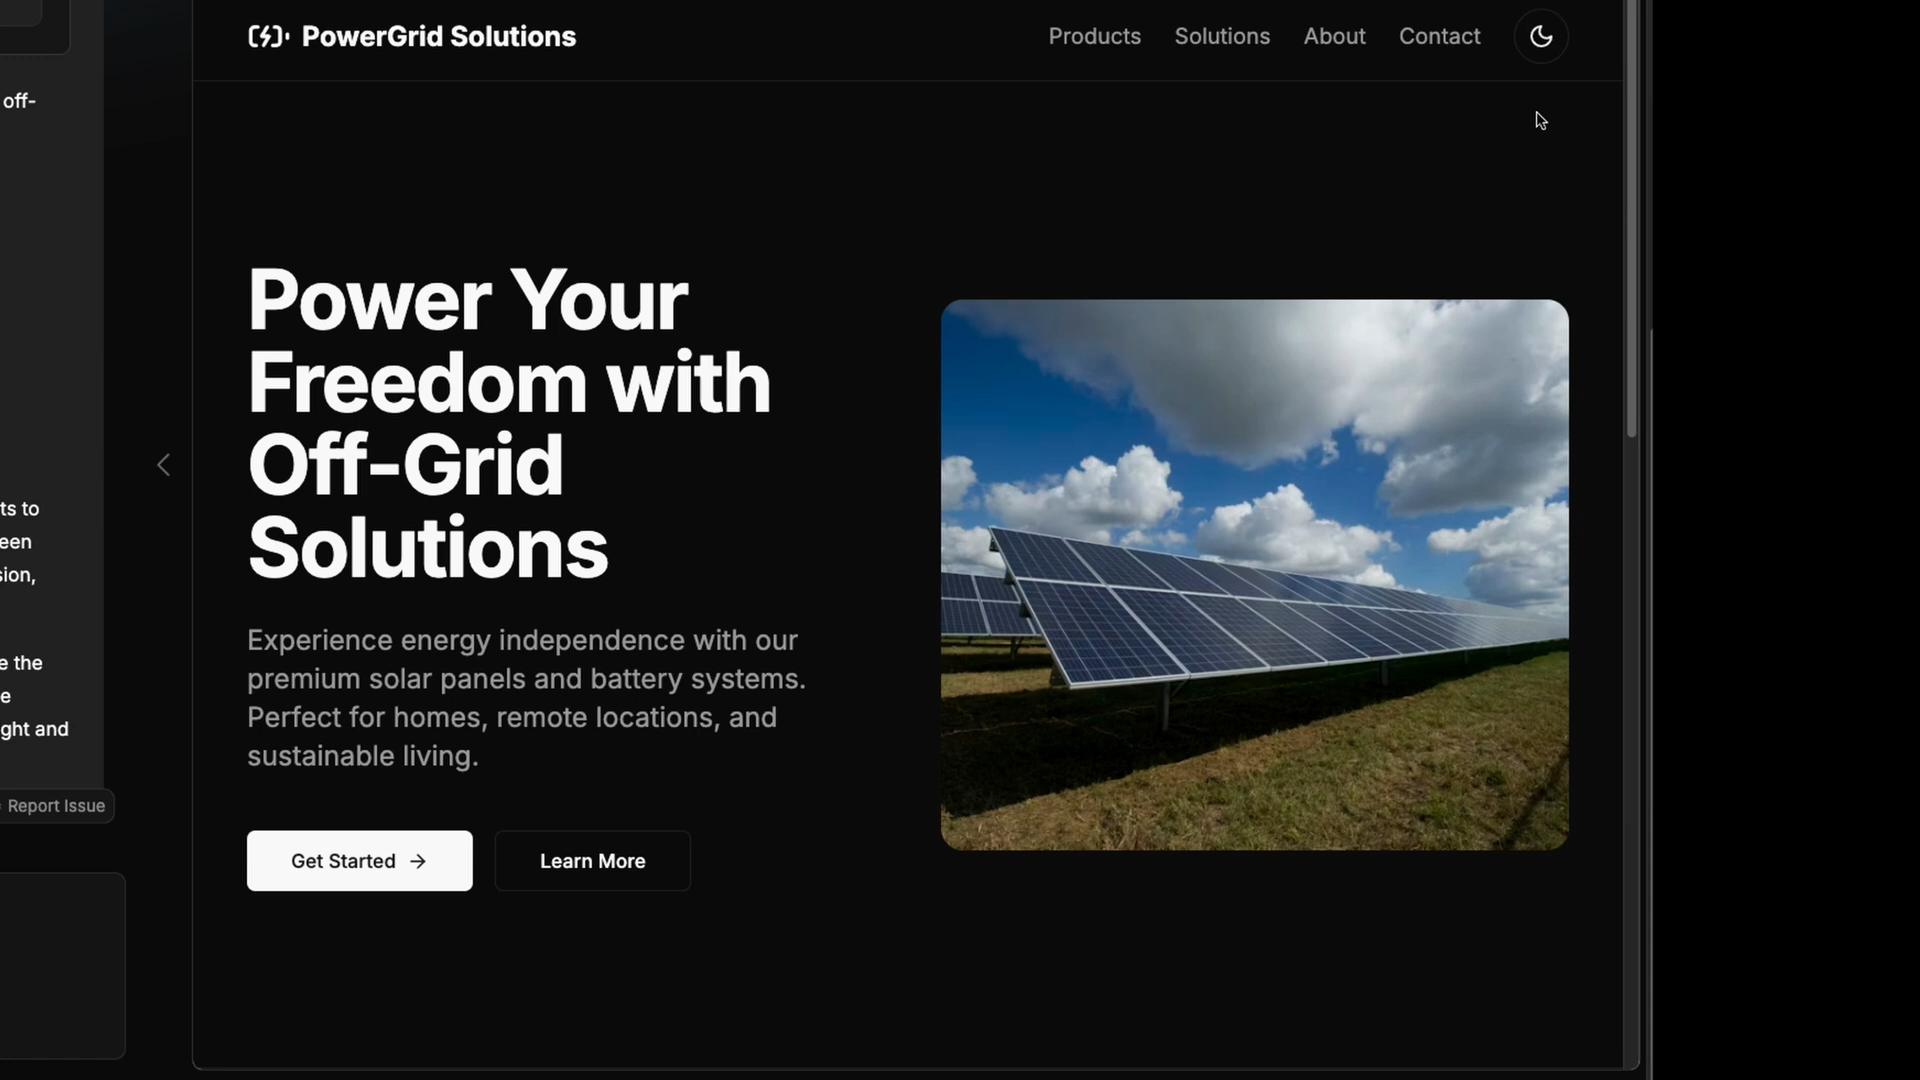 PowerGrid Solutions
Products
Solutions
About
Contact
off-
ts to
een
sion,
e the
e
ght and
Report Issue
Power Your
Freedom with
Off-Grid
Solutions
Experience energy independence with our
premium solar panels and battery systems.
Perfect for homes, remote locations, and
sustainable living.
Get Started →
Learn More